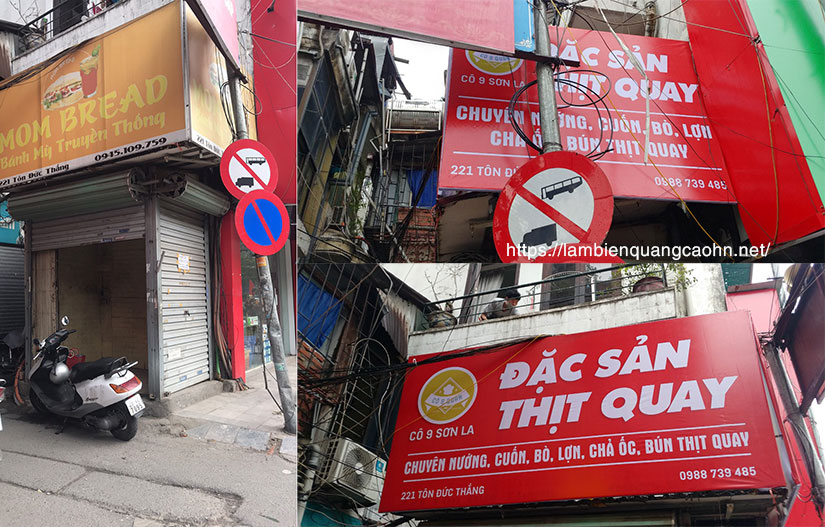 MOM BREAD
Bánh Mỳ Truyền Thống
0945.109.759
221 Tôn Đức Thắng
ĐẶC SẢN
THỊT QUAY
CÔ 9 SƠN LA
CHUYÊN NƯỚNG, CUỐN, BÒ, LỢN
CHẢ ỐC, BÚN THỊT QUAY
221 TÔN ĐỨ
0988 739 485
https://lambienquangcaohn.net/
ĐẶC SẢN
THỊT QUAY
CÔ 9 SƠN LA
CHUYÊN NƯỚNG, CUỐN, BÒ, LỢN, CHẢ ỐC, BÚN THỊT QUAY
221 TÔN ĐỨC THẮNG
0988 739 485